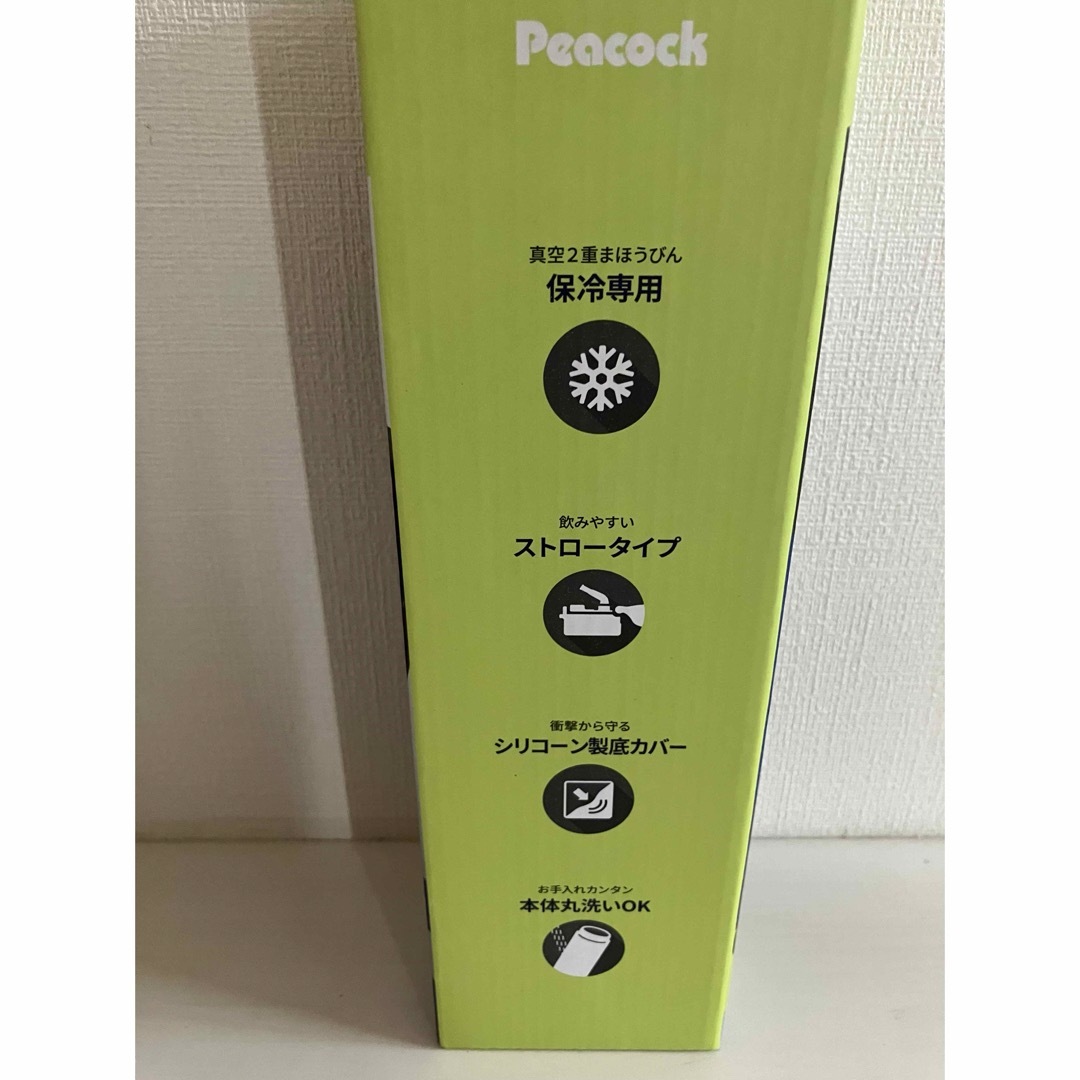 Peacock
真空2重まほうびん
保冷専用
飲みやすい
ストロータイプ
衝撃から守る
シリコーン製底カバー
お手入れカンタン
本体丸洗いOK